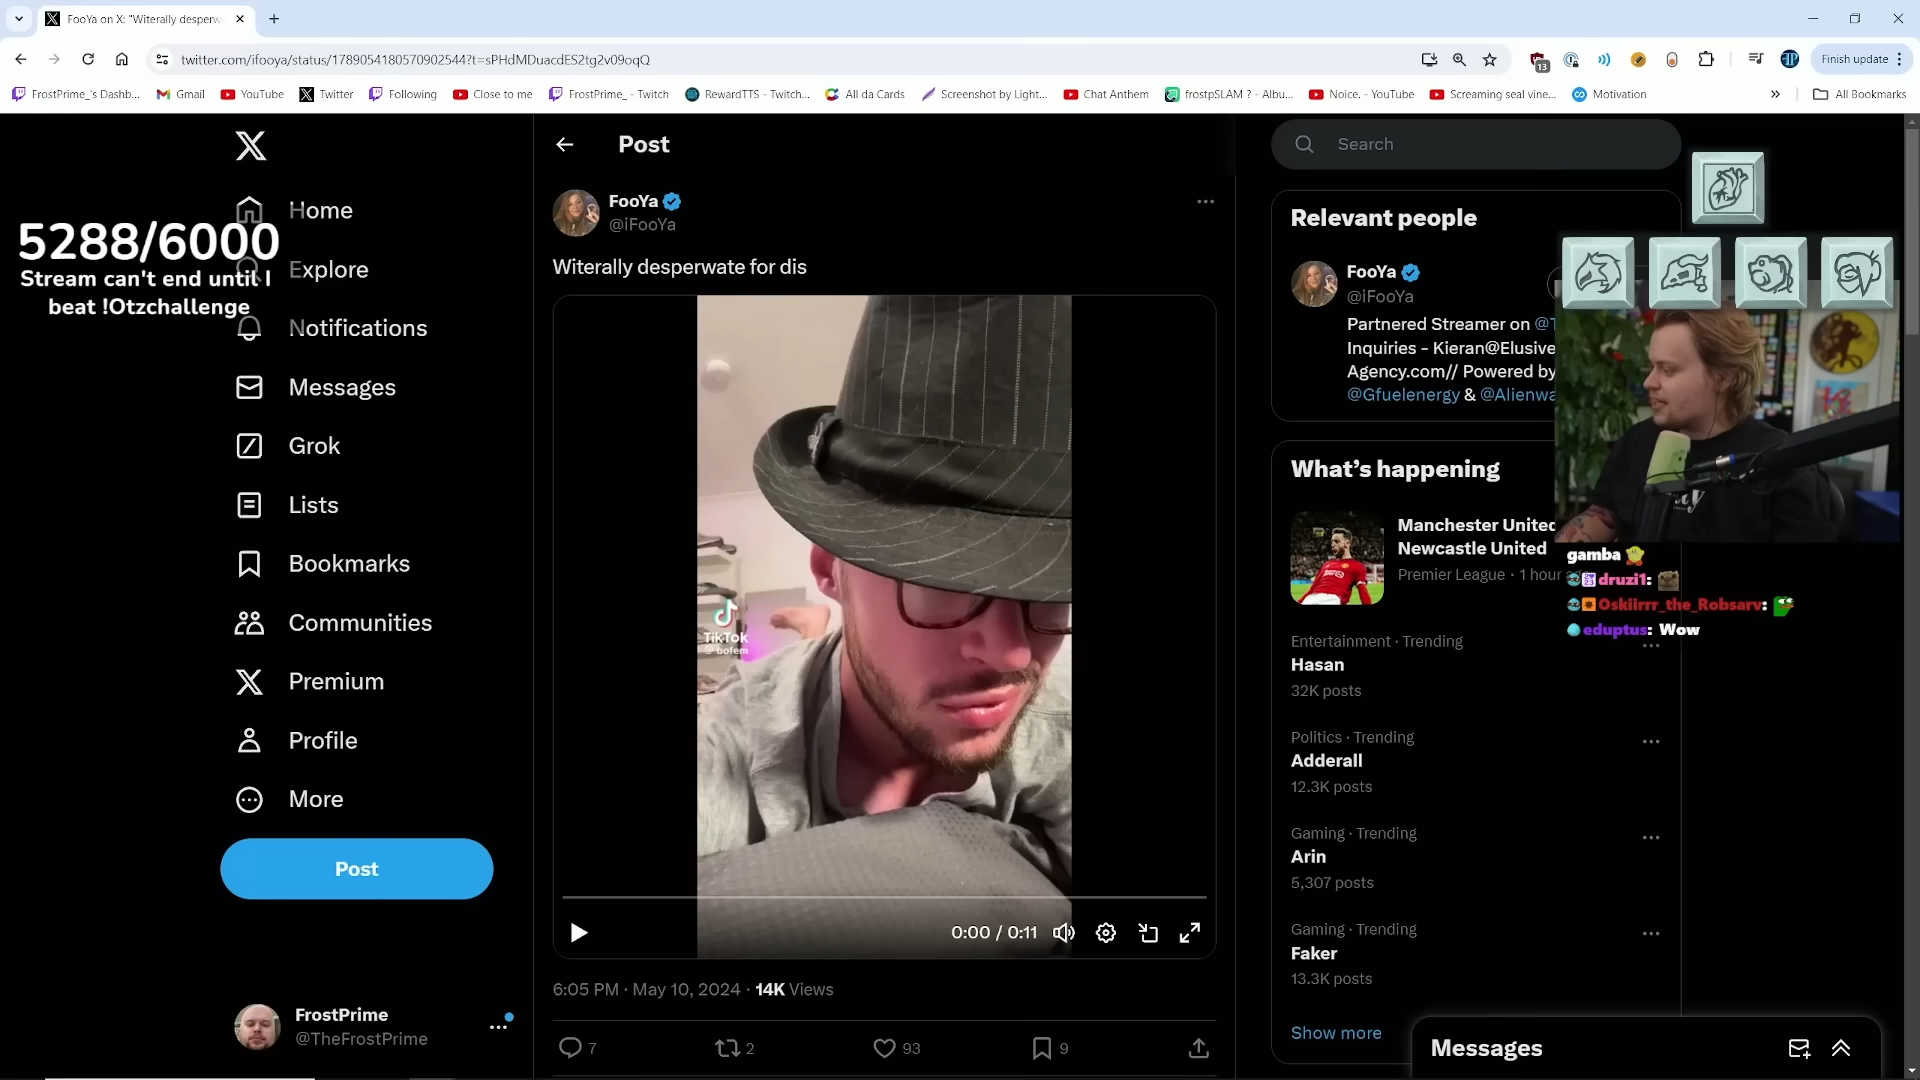 FooYa on X: "Witerally desperw
twitter.com/ifooya/status/1789054180570902544?t=sPHdMDuacdES2tg2v09oqQ
13
Finish update
FrostPrime_'s Dashb...
Gmail
YouTube
Twitter
Following
Close to me
FrostPrime_ - Twitch
RewardTTS - Twitch...
All da Cards
Screenshot by Light...
Chat Anthem
frostpSLAM ? - Albu...
Noice. - YouTube
Screaming seal vine...
Motivation
All Bookmarks
5288/6000
Stream can't end until I
beat !Otzchallenge
Home
Explore
Notifications
Messages
Grok
Lists
Bookmarks
Communities
Premium
Profile
More
Post
FrostPrime
@TheFrostPrime
Post
FooYa
@iFooYa
Witerally desperwate for dis
TikTok
@bofem
0:00 / 0:11
6:05 PM · May 10, 2024 · 14K Views
7
2
93
9
Search
Relevant people
FooYa
@iFooYa
Partnered Streamer on @T
Inquiries - Kieran@Elusive
Agency.com// Powered by
@Gfuelenergy & @Alienwa
What's happening
Manchester United
Newcastle United
Premier League · 1 hour ag
Entertainment · Trending
Hasan
32K posts
Politics · Trending
Adderall
12.3K posts
Gaming · Trending
Arin
5,307 posts
Gaming · Trending
Faker
13.3K posts
Show more
gamba
druzi1:
Oskiirrr_the_Robsarv:
eduptus: Wow
Messages